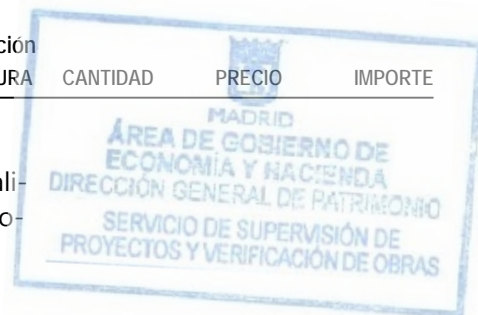 ción
URA CANTIDAD PRECIO IMPORTE
MADRID
ÁREA DE GOBIERNO DE
ECONOMÍA Y HACIENDA
DIRECCIÓN GENERAL DE PATRIMONIO
SERVICIO DE SUPERVISIÓN DE
PROYECTOS Y VERIFICACIÓN DE OBRAS
ali-
o-